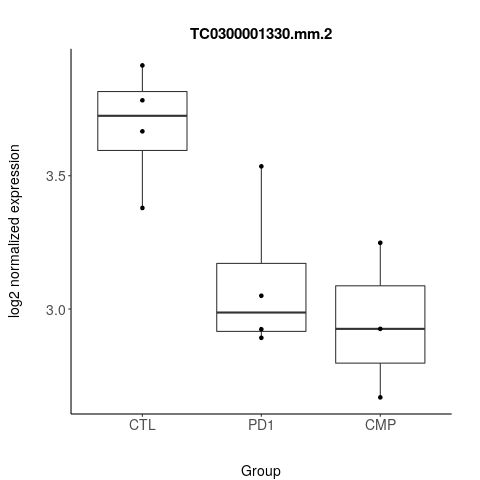 TC0300001330.mm.2
log2 normalized expression
3.5
3.0
CTL PD1 CMP
Group